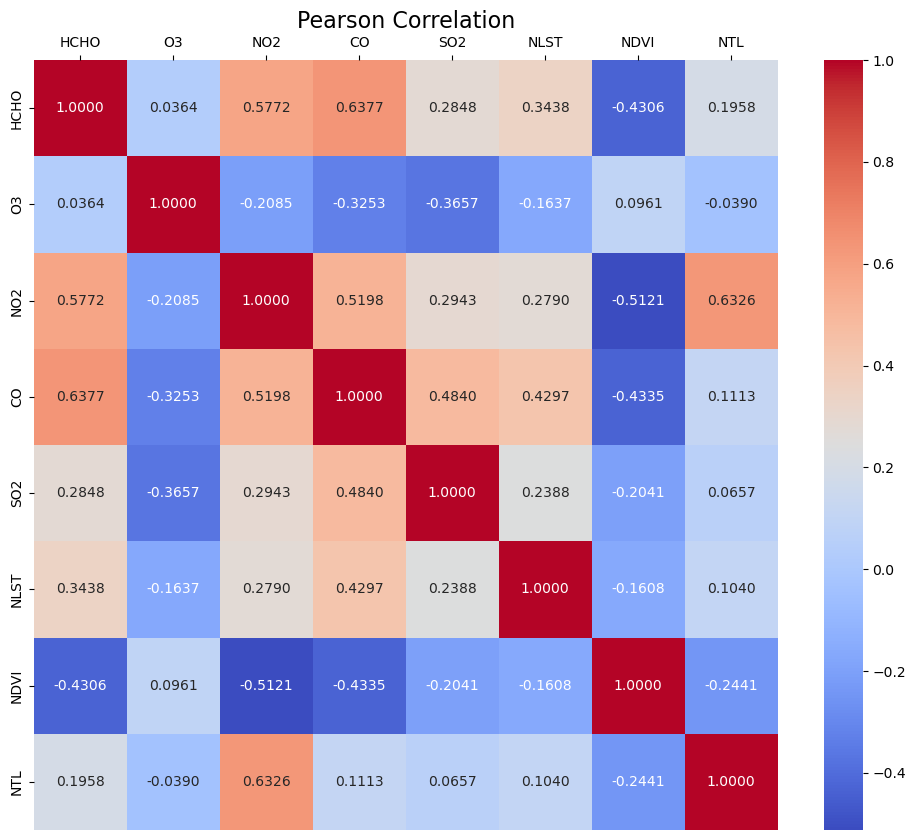 Pearson Correlation
HCHO O3 NO2 CO SO2 NLST NDVI NTL
HCHO 1.0000 0.0364 0.5772 0.6377 0.2848 0.3438 -0.4306 0.1958
O3 0.0364 1.0000 -0.2085 -0.3253 -0.3657 -0.1637 0.0961 -0.0390
NO2 0.5772 -0.2085 1.0000 0.5198 0.2943 0.2790 -0.5121 0.6326
CO 0.6377 -0.3253 0.5198 1.0000 0.4840 0.4297 -0.4335 0.1113
SO2 0.2848 -0.3657 0.2943 0.4840 1.0000 0.2388 -0.2041 0.0657
NLST 0.3438 -0.1637 0.2790 0.4297 0.2388 1.0000 -0.1608 0.1040
NDVI -0.4306 0.0961 -0.5121 -0.4335 -0.2041 -0.1608 1.0000 -0.2441
NTL 0.1958 -0.0390 0.6326 0.1113 0.0657 0.1040 -0.2441 1.0000
1.0
0.8
0.6
0.4
0.2
0.0
−0.2
−0.4